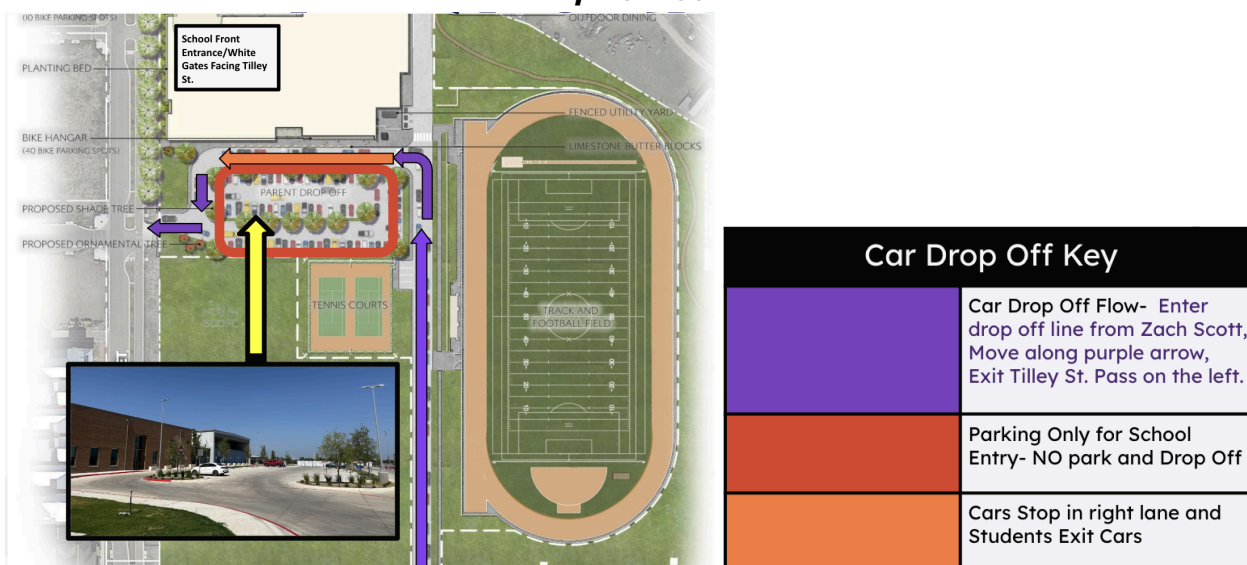 (10 BIKE PARKING SPOTS)
OUTDOOR DINING
School Front
Entrance/White
Gates Facing Tilley
St.
PLANTING BED
FENCED UTILITY YARD
BIKE HANGAR
(40 BIKE PARKING SPOTS)
LIMESTONE BUTTER BLOCKS
PARENT DROP OFF
PROPOSED SHADE TREE
PROPOSED ORNAMENTAL TREE
TENNIS COURTS
TRACK AND
FOOTBALL FIELD
Car Drop Off Key
Car Drop Off Flow- Enter
drop off line from Zach Scott,
Move along purple arrow,
Exit Tilley St. Pass on the left.
Parking Only for School
Entry- NO park and Drop Off
Cars Stop in right lane and
Students Exit Cars